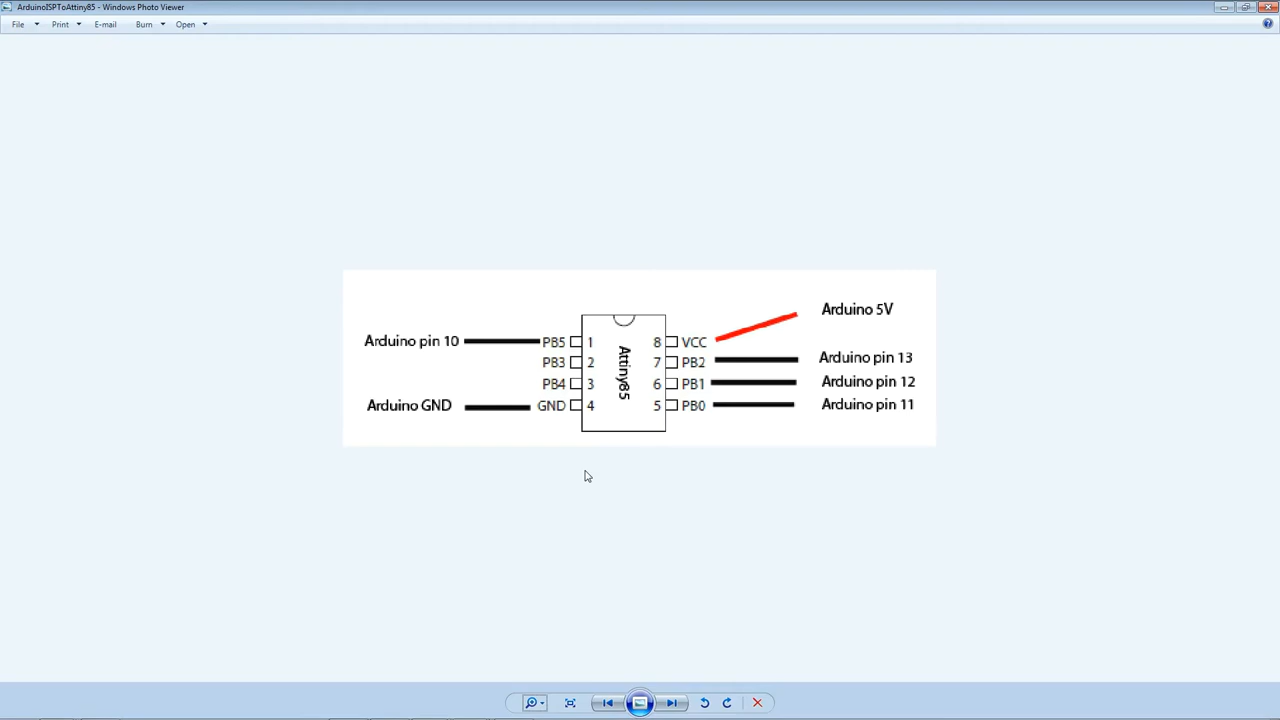 ArduinoISPToAttiny85 - Windows Photo Viewer
File Print E-mail Burn Open
Arduino 5V
Arduino pin 10 PB5 1 8 VCC
PB3 2 7 PB2 Arduino pin 13
PB4 3 6 PB1 Arduino pin 12
Arduino GND GND 4 5 PB0 Arduino pin 11
Attiny85